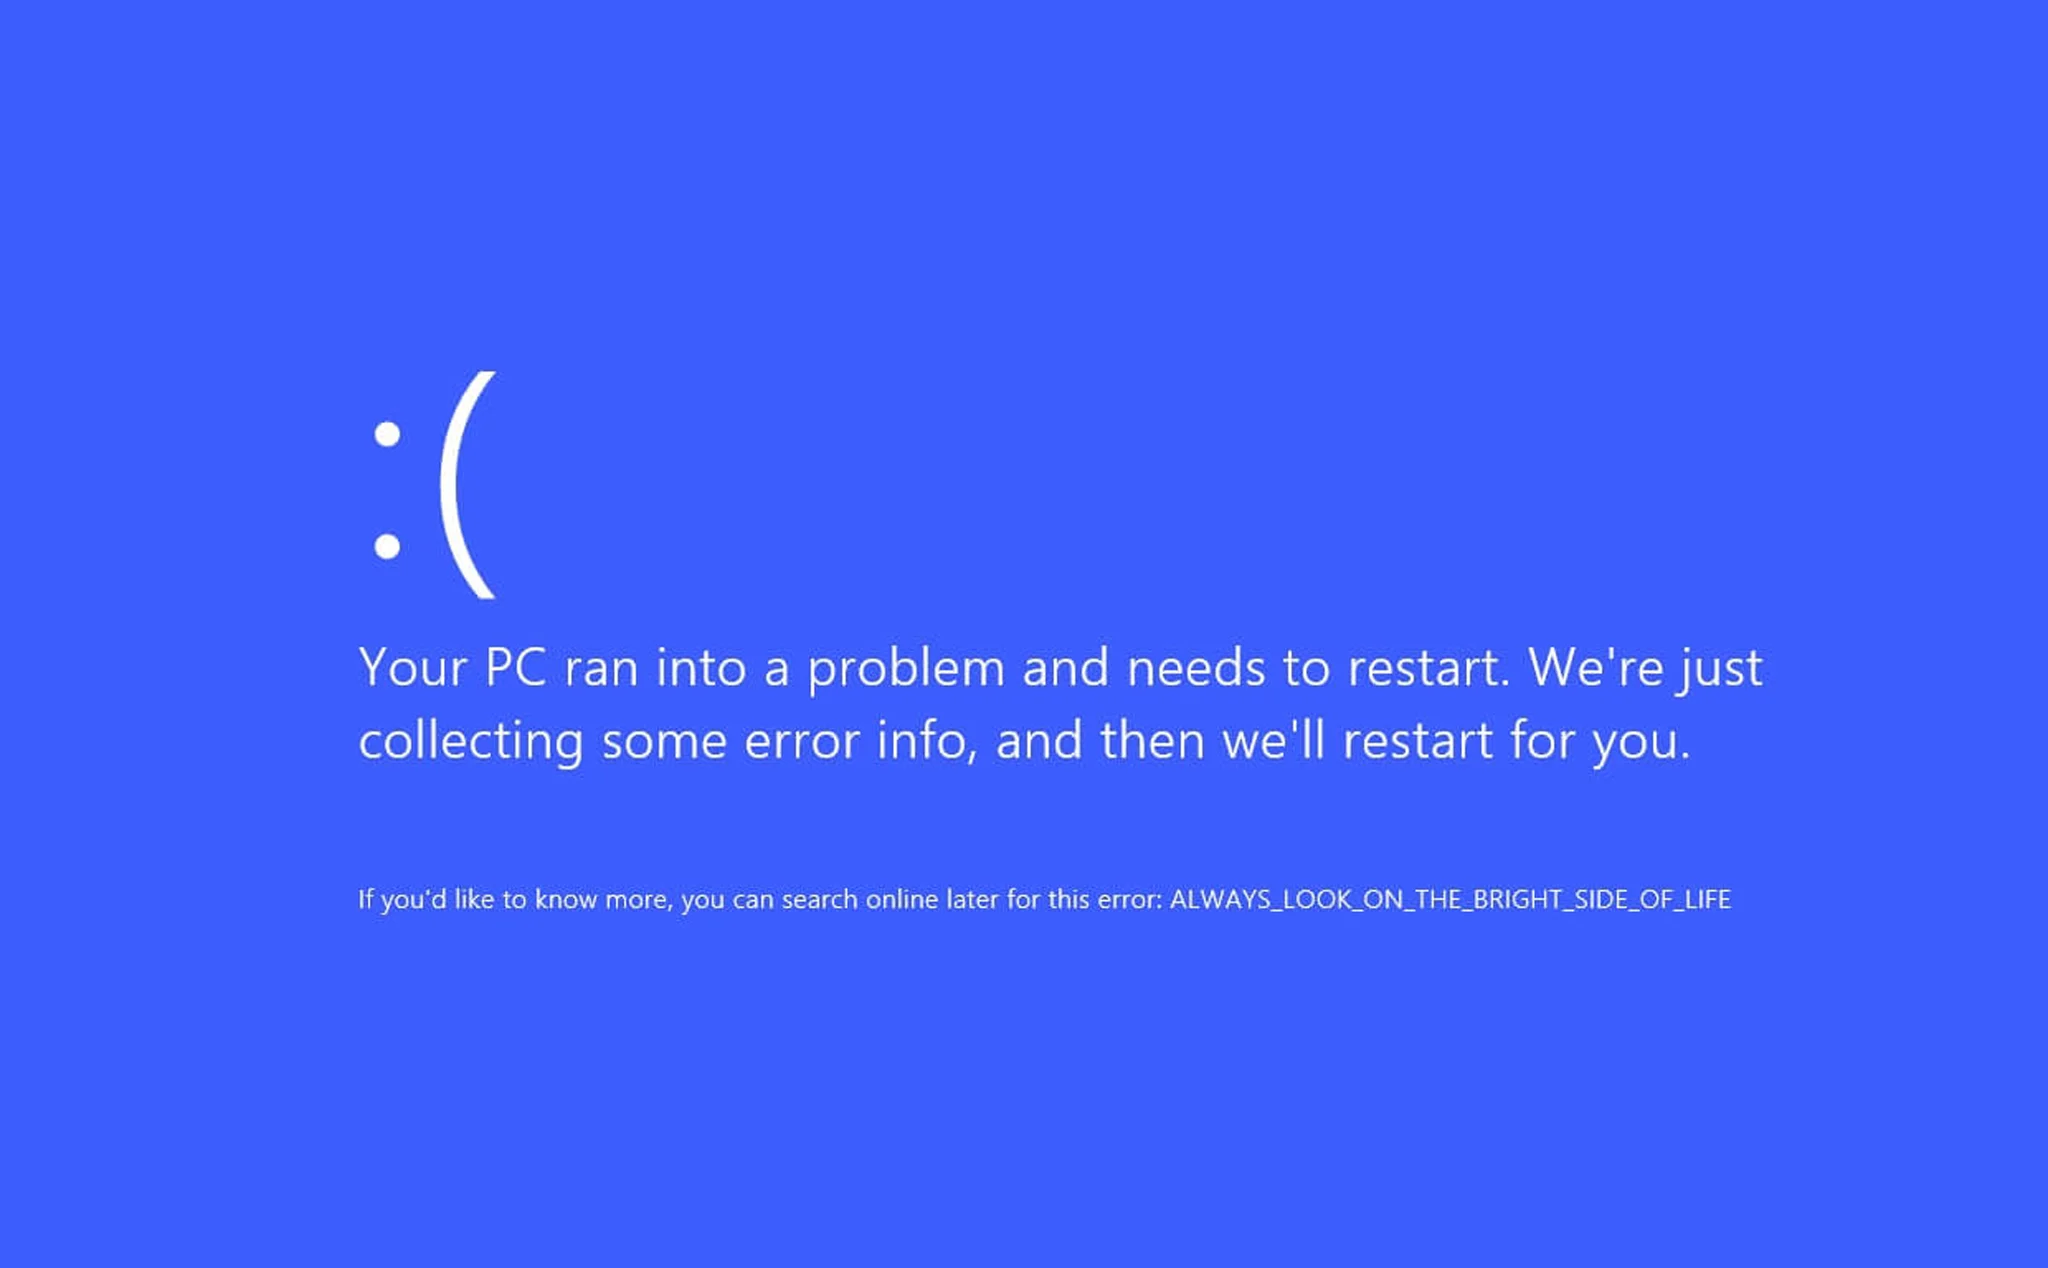 :(
Your PC ran into a problem and needs to restart. We're just
collecting some error info, and then we'll restart for you.
If you'd like to know more, you can search online later for this error: ALWAYS_LOOK_ON_THE_BRIGHT_SIDE_OF_LIFE